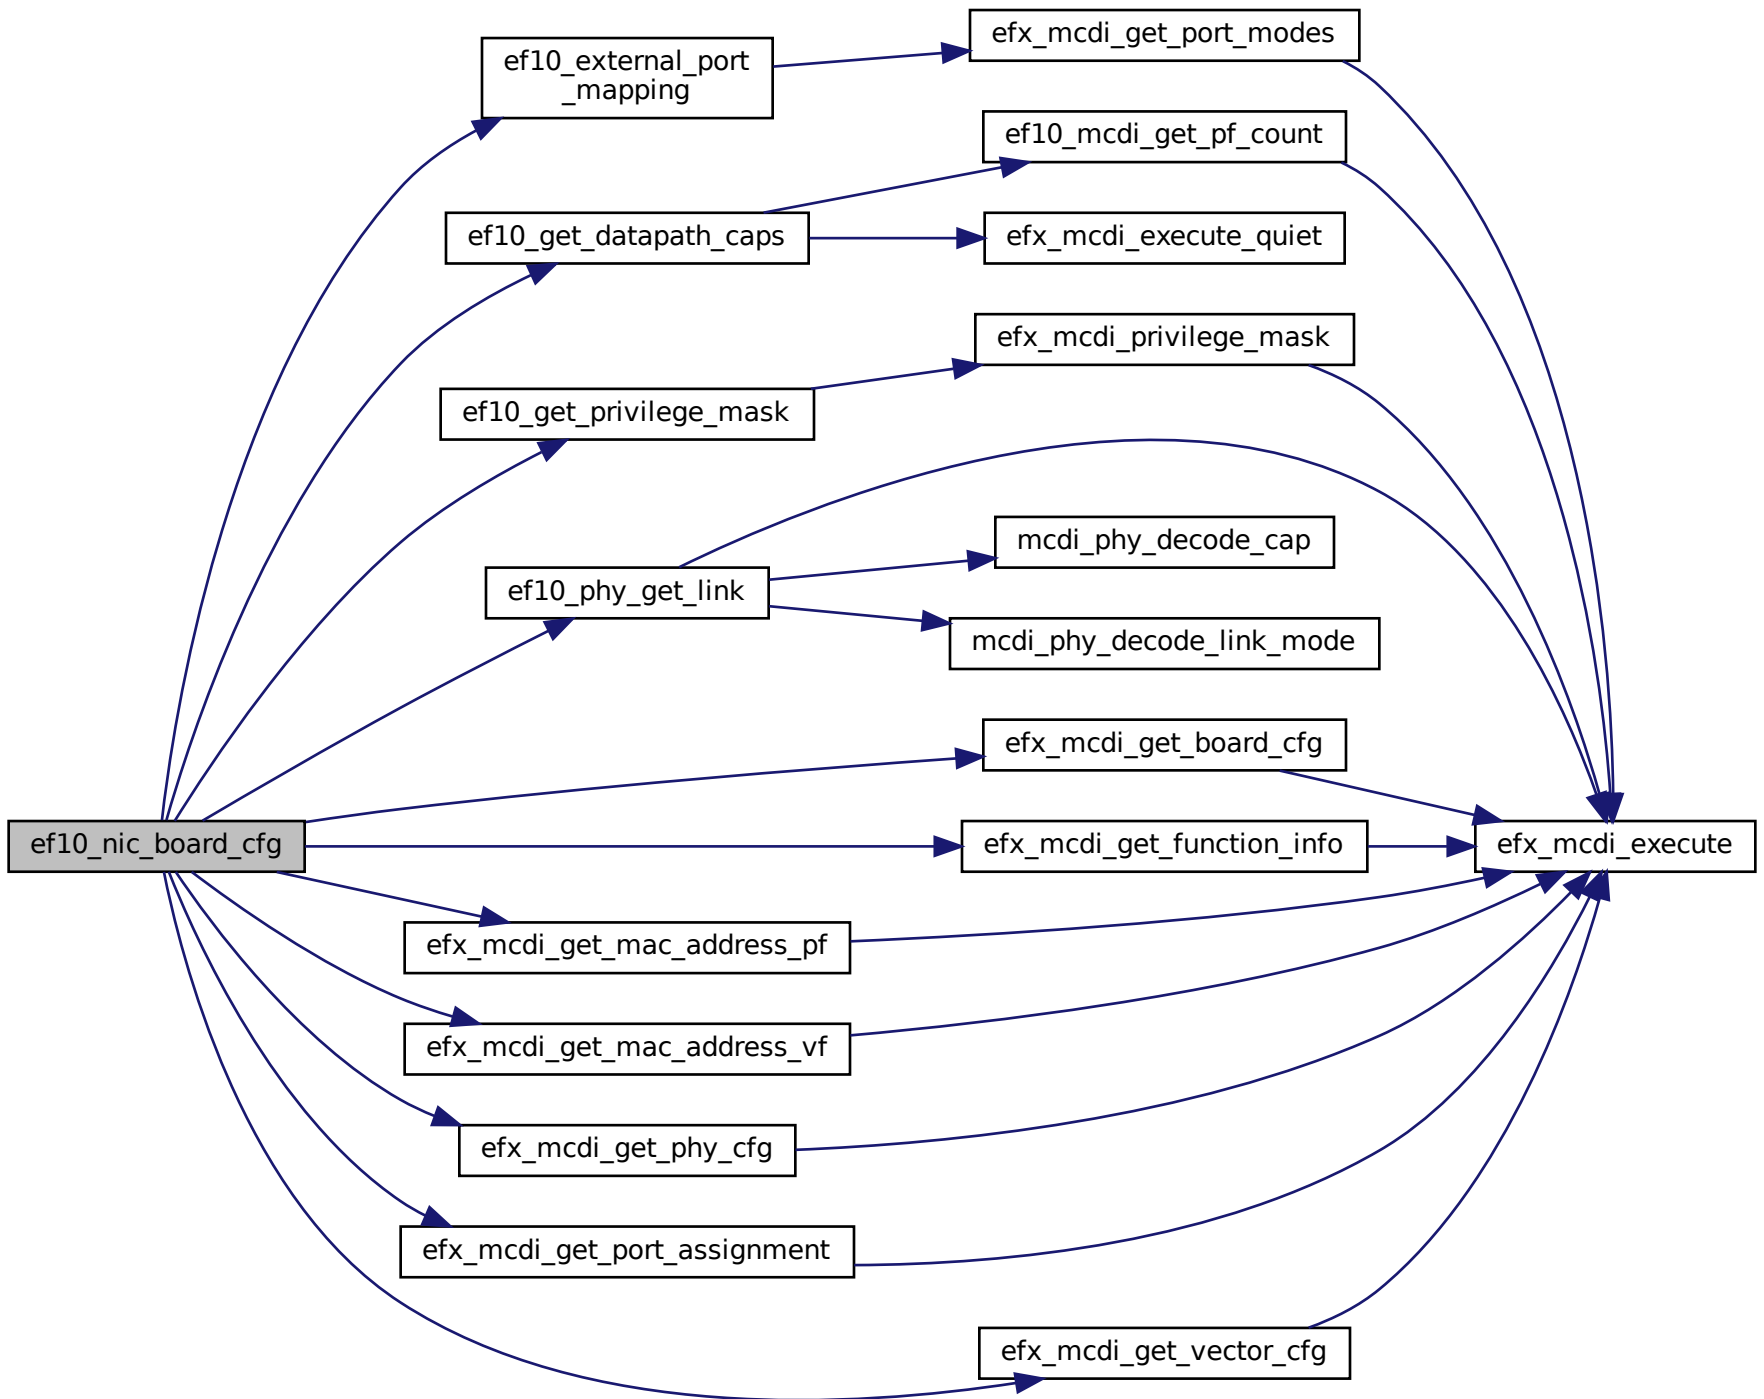 efx_mcdi_get_port_modes
ef10_external_port
_mapping
ef10_mcdi_get_pf_count
ef10_get_datapath_caps
efx_mcdi_execute_quiet
efx_mcdi_privilege_mask
ef10_get_privilege_mask
mcdi_phy_decode_cap
ef10_phy_get_link
mcdi_phy_decode_link_mode
efx_mcdi_get_board_cfg
ef10_nic_board_cfg
efx_mcdi_get_function_info
efx_mcdi_execute
efx_mcdi_get_mac_address_pf
efx_mcdi_get_mac_address_vf
efx_mcdi_get_phy_cfg
efx_mcdi_get_port_assignment
efx_mcdi_get_vector_cfg